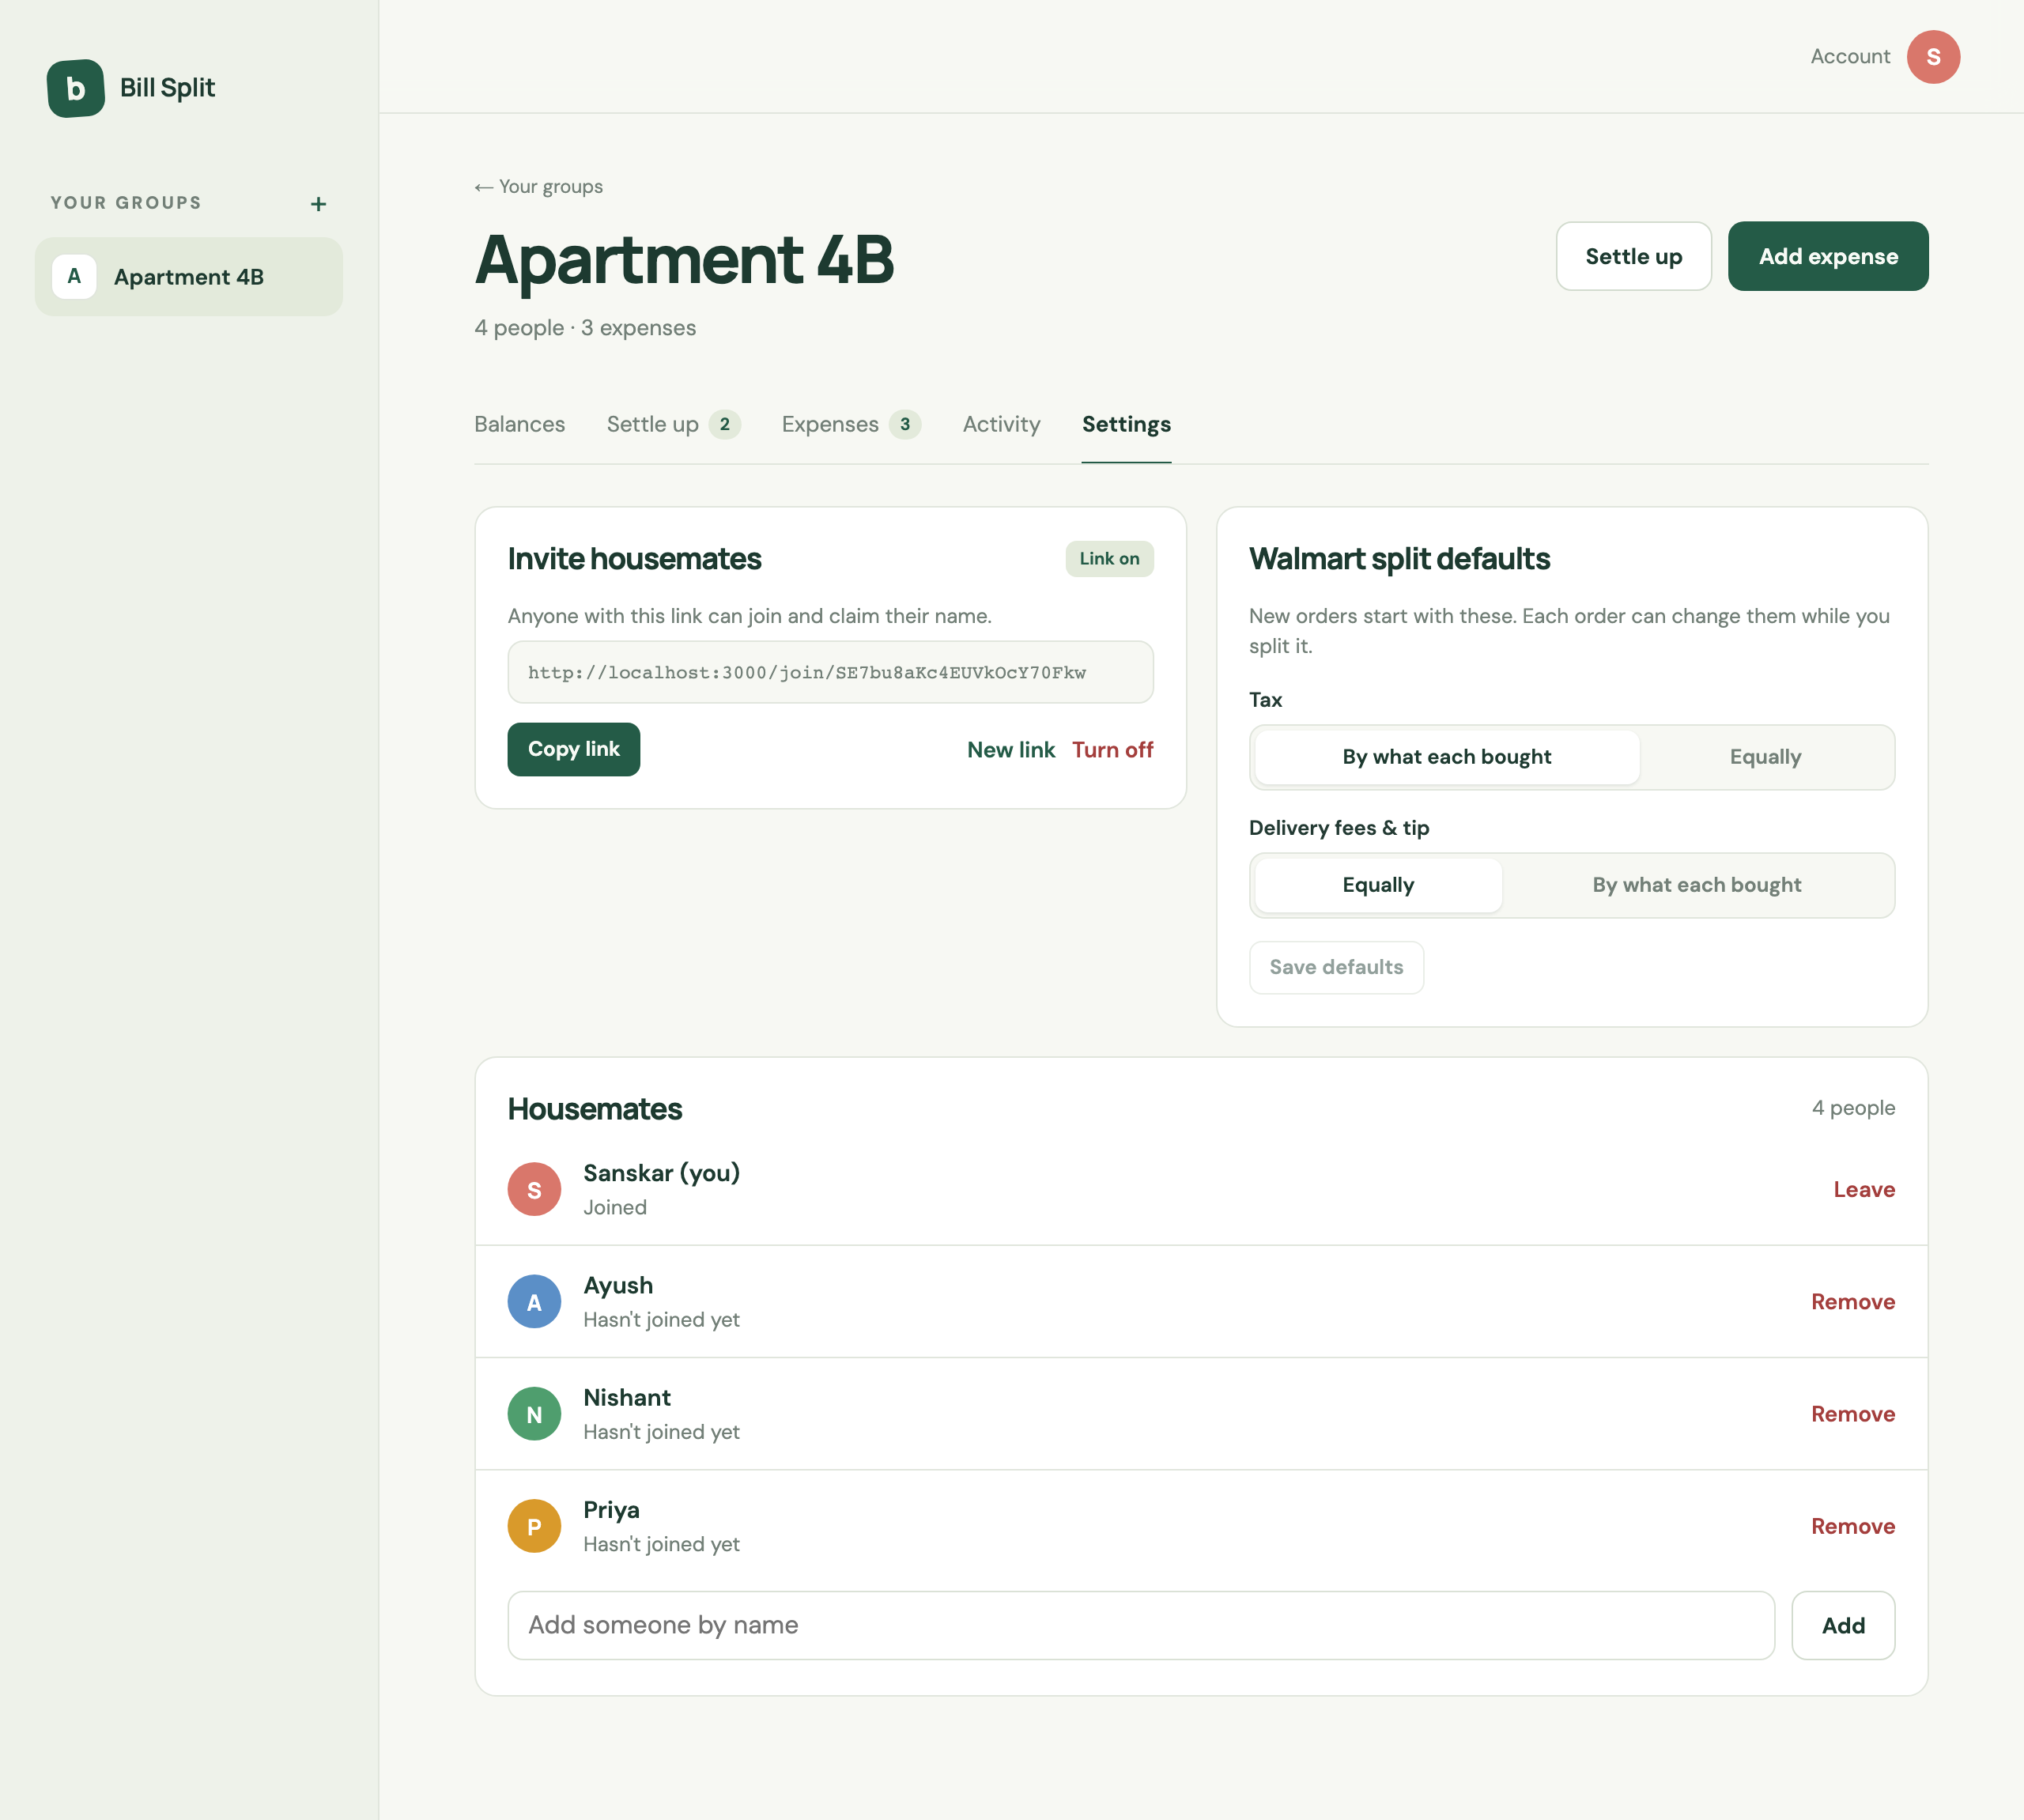 b
Bill Split
Account
S
YOUR GROUPS
+
A
Apartment 4B
← Your groups
Apartment 4B
Settle up
Add expense
4 people · 3 expenses
Balances
Settle up 2
Expenses 3
Activity
Settings
Invite housemates
Link on
Anyone with this link can join and claim their name.
http://localhost:3000/join/SE7bu8aKc4EUVkOcY70Fkw
Copy link
New link
Turn off
Walmart split defaults
New orders start with these. Each order can change them while you
split it.
Tax
By what each bought
Equally
Delivery fees & tip
Equally
By what each bought
Save defaults
Housemates
4 people
S
Sanskar (you)
Joined
Leave
A
Ayush
Hasn't joined yet
Remove
N
Nishant
Hasn't joined yet
Remove
P
Priya
Hasn't joined yet
Remove
Add someone by name
Add